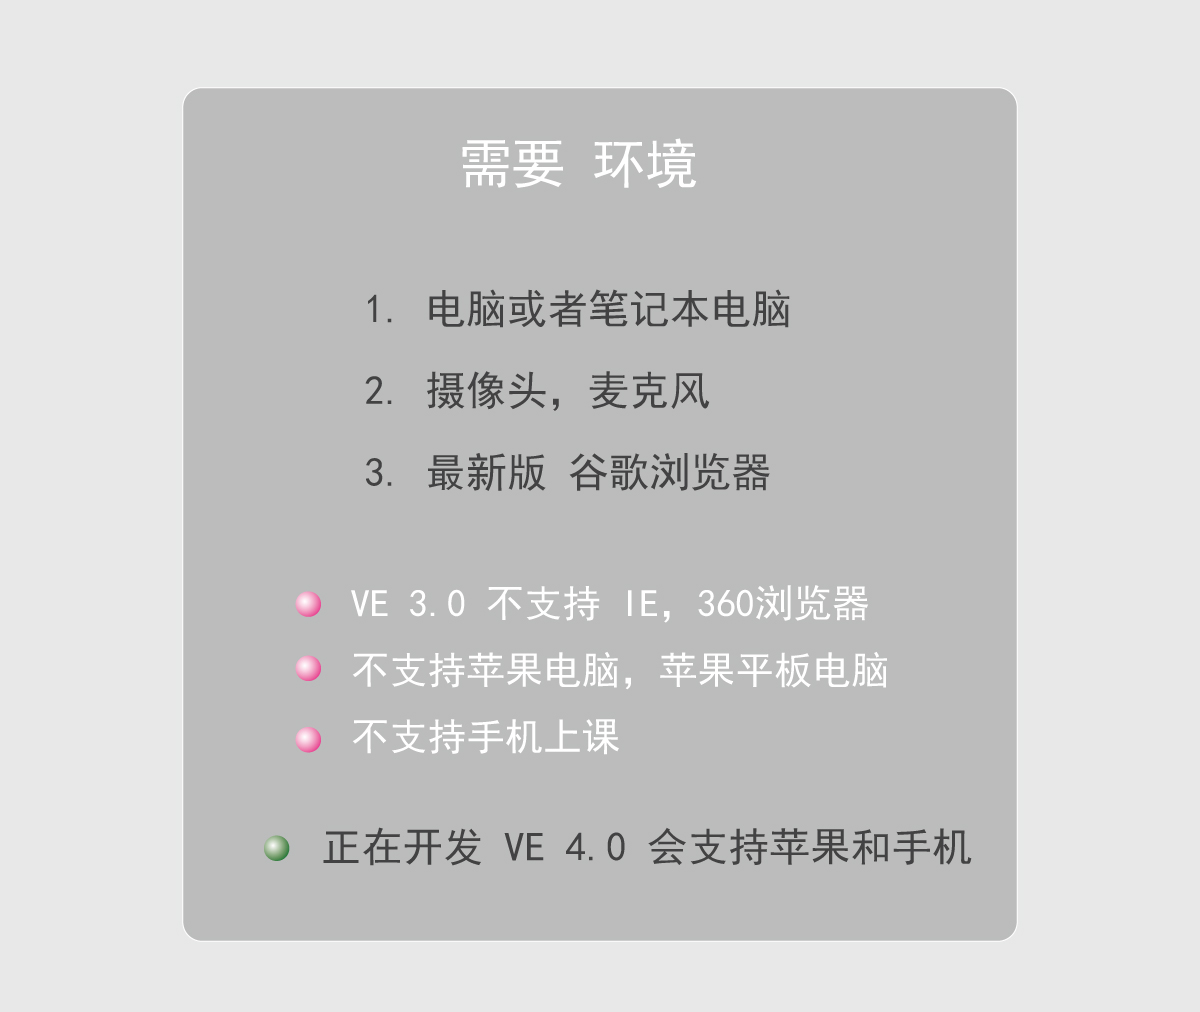 需要 环境
1. 电脑或者笔记本电脑
2. 摄像头，麦克风
3. 最新版 谷歌浏览器
VE 3.0 不支持 IE，360浏览器
不支持苹果电脑，苹果平板电脑
不支持手机上课
正在开发 VE 4.0 会支持苹果和手机